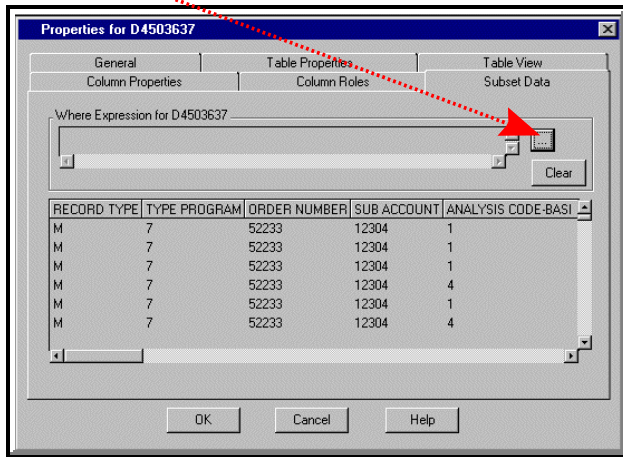 Properties for D4503637
General Table Properties Table View
Column Properties Column Roles Subset Data
Where Expression for D4503637
...
Clear
RECORD TYPE TYPE PROGRAM ORDER NUMBER SUB ACCOUNT ANALYSIS CODE-BASI
M 7 52233 12304 1
M 7 52233 12304 1
M 7 52233 12304 1
M 7 52233 12304 4
M 7 52233 12304 1
M 7 52233 12304 4
OK Cancel Help